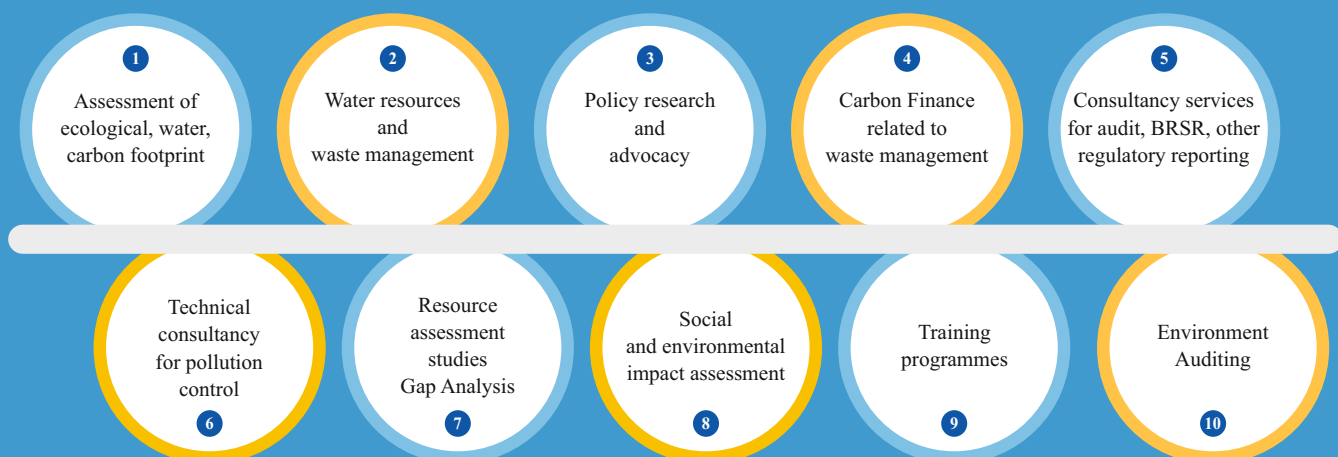 1
Assessment of
ecological, water,
carbon footprint
2
Water resources
and
waste management
3
Policy research
and
advocacy
4
Carbon Finance
related to
waste management
5
Consultancy services
for audit, BRSR, other
regulatory reporting
Technical
consultancy
for pollution
control
6
Resource
assessment
studies
Gap Analysis
7
Social
and environmental
impact assessment
8
Training
programmes
9
Environment
Auditing
10